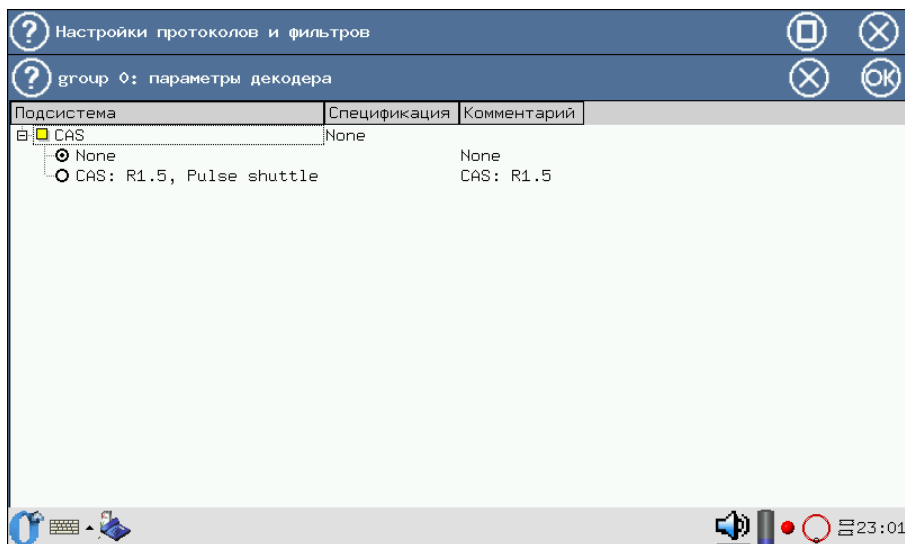 Настройки протоколов и фильтров
group 0: параметры декодера
OK
Подсистема Спецификация Комментарий
CAS None
None None
CAS: R1.5, Pulse shuttle CAS: R1.5
23:01